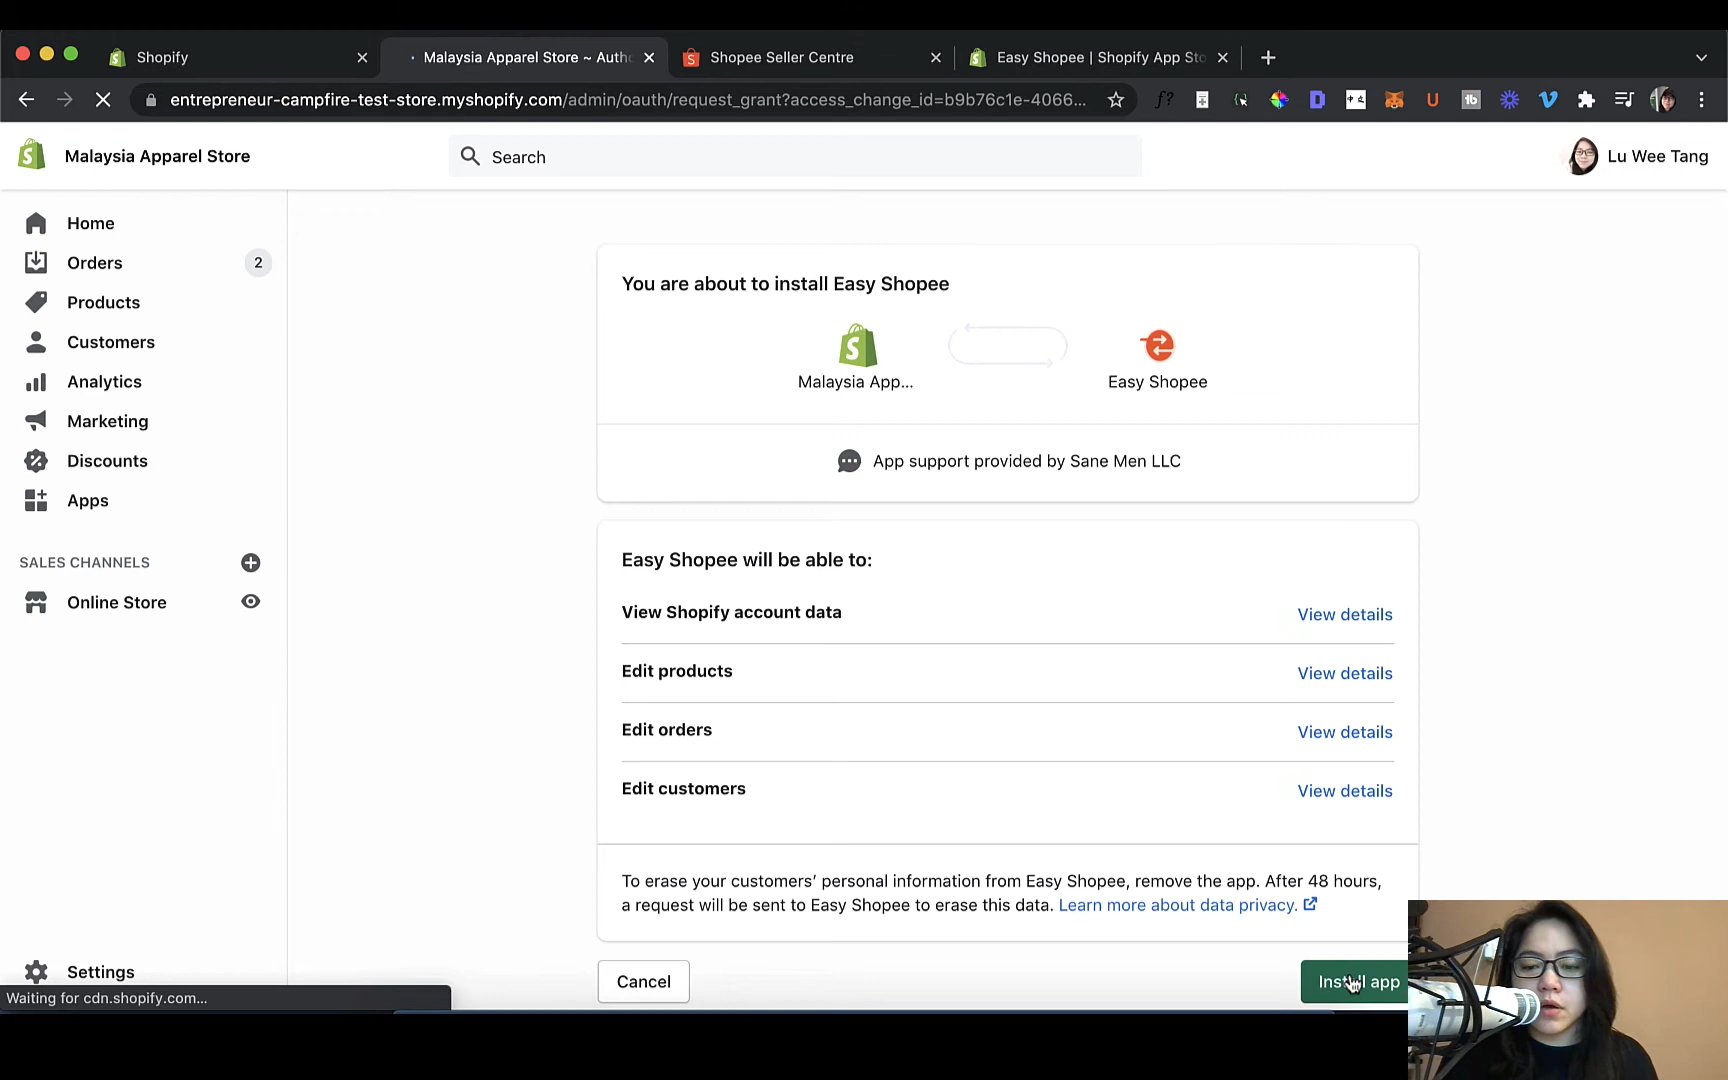 Shopify
Malaysia Apparel Store ~ Autho
Shopee Seller Centre
Easy Shopee | Shopify App Sto
entrepreneur-campfire-test-store.myshopify.com/admin/oauth/request_grant?access_change_id=b9b76c1e-4066...
Malaysia Apparel Store
Search
Lu Wee Tang
Home
Orders
2
Products
Customers
Analytics
Marketing
Discounts
Apps
SALES CHANNELS
Online Store
Settings
Waiting for cdn.shopify.com...
You are about to install Easy Shopee
Malaysia App...
Easy Shopee
App support provided by Sane Men LLC
Easy Shopee will be able to:
View Shopify account data
View details
Edit products
View details
Edit orders
View details
Edit customers
View details
To erase your customers’ personal information from Easy Shopee, remove the app. After 48 hours,
a request will be sent to Easy Shopee to erase this data. Learn more about data privacy.
Cancel
Install app